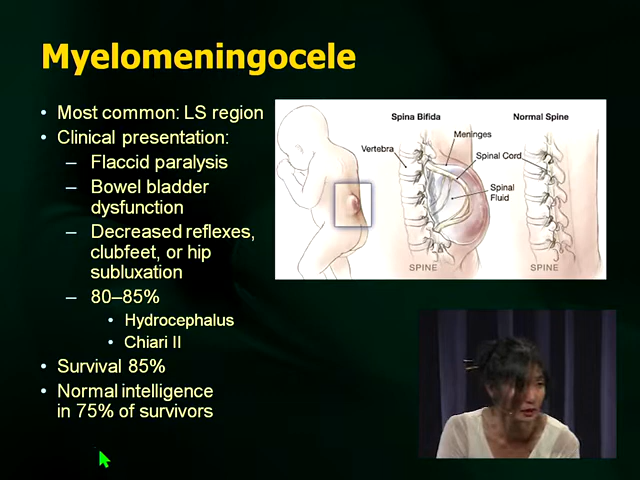 Myelomeningocele
• Most common: LS region
• Clinical presentation:
– Flaccid paralysis
– Bowel bladder
dysfunction
– Decreased reflexes,
clubfeet, or hip
subluxation
– 80–85%
• Hydrocephalus
• Chiari II
• Survival 85%
• Normal intelligence
in 75% of survivors
Spina Bifida
Normal Spine
Meninges
Vertebra
Spinal Cord
Spinal
Fluid
SPINE
SPINE